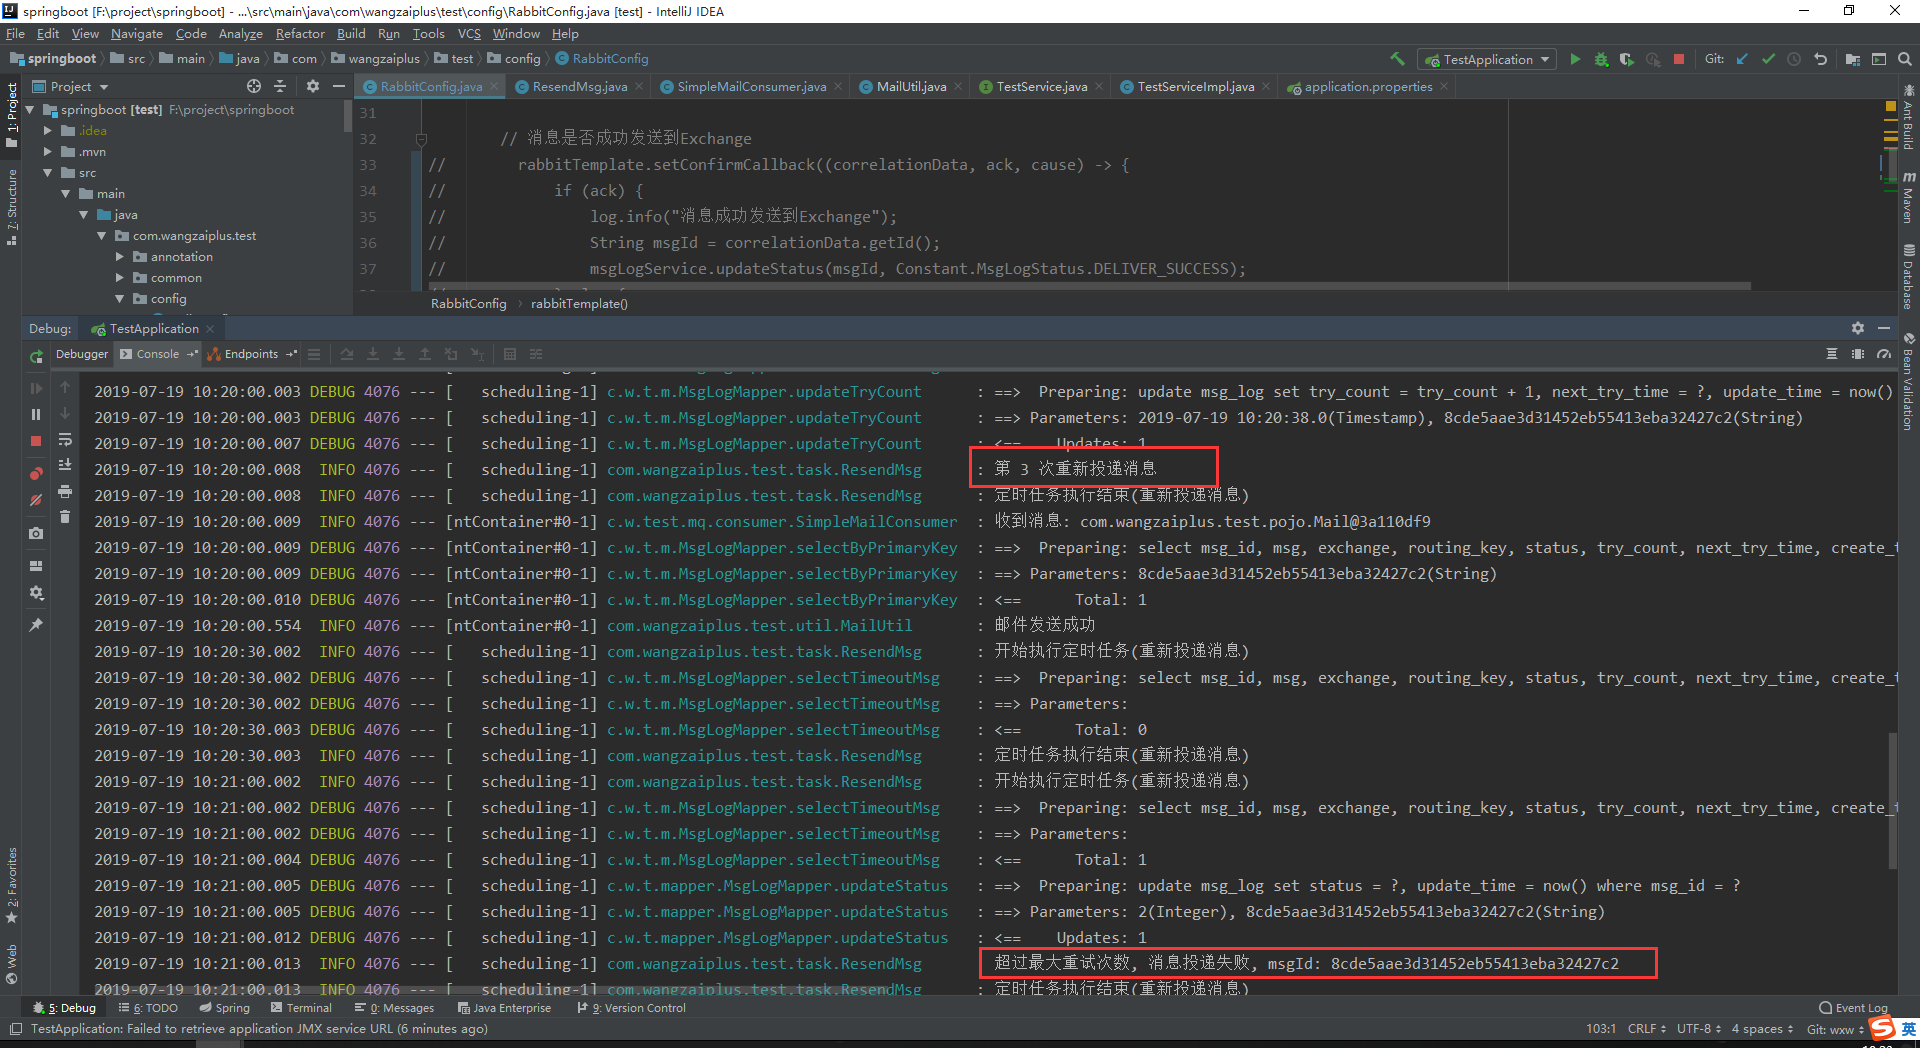 springboot [F:\project\springboot] - ...\src\main\java\com\wangzaiplus\test\config\RabbitConfig.java [test] - IntelliJ IDEA
File Edit View Navigate Code Analyze Refactor Build Run Tools VCS Window Help
springboot src main java com wangzaiplus test config RabbitConfig TestApplication Git:
Project RabbitConfig.java ResendMsg.java SimpleMailConsumer.java MailUtil.java TestService.java TestServiceImpl.java application.properties
springboot [test] F:\project\springboot
.idea
.mvn
src
main
java
com.wangzaiplus.test
annotation
common
config
31
32 // 消息是否成功发送到Exchange
33 // rabbitTemplate.setConfirmCallback((correlationData, ack, cause) -> {
34 // if (ack) {
35 // log.info("消息成功发送到Exchange");
36 // String msgId = correlationData.getId();
37 // msgLogService.updateStatus(msgId, Constant.MsgLogStatus.DELIVER_SUCCESS);
RabbitConfig rabbitTemplate()
1: Project
7: Structure
2: Favorites
Web
Ant Build
Maven
Database
Bean Validation
Debug: TestApplication
Debugger Console Endpoints
2019-07-19 10:20:00.003 DEBUG 4076 --- [ scheduling-1] c.w.t.m.MsgLogMapper.updateTryCount : ==> Preparing: update msg_log set try_count = try_count + 1, next_try_time = ?, update_time = now()
2019-07-19 10:20:00.003 DEBUG 4076 --- [ scheduling-1] c.w.t.m.MsgLogMapper.updateTryCount : ==> Parameters: 2019-07-19 10:20:38.0(Timestamp), 8cde5aae3d31452eb55413eba32427c2(String)
2019-07-19 10:20:00.007 DEBUG 4076 --- [ scheduling-1] c.w.t.m.MsgLogMapper.updateTryCount : <== Updates: 1
2019-07-19 10:20:00.008 INFO 4076 --- [ scheduling-1] com.wangzaiplus.test.task.ResendMsg : 第 3 次重新投递消息
2019-07-19 10:20:00.008 INFO 4076 --- [ scheduling-1] com.wangzaiplus.test.task.ResendMsg : 定时任务执行结束(重新投递消息)
2019-07-19 10:20:00.009 INFO 4076 --- [ntContainer#0-1] c.w.test.mq.consumer.SimpleMailConsumer : 收到消息: com.wangzaiplus.test.pojo.Mail@3a110df9
2019-07-19 10:20:00.009 DEBUG 4076 --- [ntContainer#0-1] c.w.t.m.MsgLogMapper.selectByPrimaryKey : ==> Preparing: select msg_id, msg, exchange, routing_key, status, try_count, next_try_time, create_t
2019-07-19 10:20:00.009 DEBUG 4076 --- [ntContainer#0-1] c.w.t.m.MsgLogMapper.selectByPrimaryKey : ==> Parameters: 8cde5aae3d31452eb55413eba32427c2(String)
2019-07-19 10:20:00.010 DEBUG 4076 --- [ntContainer#0-1] c.w.t.m.MsgLogMapper.selectByPrimaryKey : <== Total: 1
2019-07-19 10:20:00.554 INFO 4076 --- [ntContainer#0-1] com.wangzaiplus.test.util.MailUtil : 邮件发送成功
2019-07-19 10:20:30.002 INFO 4076 --- [ scheduling-1] com.wangzaiplus.test.task.ResendMsg : 开始执行定时任务(重新投递消息)
2019-07-19 10:20:30.002 DEBUG 4076 --- [ scheduling-1] c.w.t.m.MsgLogMapper.selectTimeoutMsg : ==> Preparing: select msg_id, msg, exchange, routing_key, status, try_count, next_try_time, create_t
2019-07-19 10:20:30.002 DEBUG 4076 --- [ scheduling-1] c.w.t.m.MsgLogMapper.selectTimeoutMsg : ==> Parameters:
2019-07-19 10:20:30.003 DEBUG 4076 --- [ scheduling-1] c.w.t.m.MsgLogMapper.selectTimeoutMsg : <== Total: 0
2019-07-19 10:20:30.003 INFO 4076 --- [ scheduling-1] com.wangzaiplus.test.task.ResendMsg : 定时任务执行结束(重新投递消息)
2019-07-19 10:21:00.002 INFO 4076 --- [ scheduling-1] com.wangzaiplus.test.task.ResendMsg : 开始执行定时任务(重新投递消息)
2019-07-19 10:21:00.002 DEBUG 4076 --- [ scheduling-1] c.w.t.m.MsgLogMapper.selectTimeoutMsg : ==> Preparing: select msg_id, msg, exchange, routing_key, status, try_count, next_try_time, create_t
2019-07-19 10:21:00.002 DEBUG 4076 --- [ scheduling-1] c.w.t.m.MsgLogMapper.selectTimeoutMsg : ==> Parameters:
2019-07-19 10:21:00.004 DEBUG 4076 --- [ scheduling-1] c.w.t.m.MsgLogMapper.selectTimeoutMsg : <== Total: 1
2019-07-19 10:21:00.005 DEBUG 4076 --- [ scheduling-1] c.w.t.mapper.MsgLogMapper.updateStatus : ==> Preparing: update msg_log set status = ?, update_time = now() where msg_id = ?
2019-07-19 10:21:00.005 DEBUG 4076 --- [ scheduling-1] c.w.t.mapper.MsgLogMapper.updateStatus : ==> Parameters: 2(Integer), 8cde5aae3d31452eb55413eba32427c2(String)
2019-07-19 10:21:00.012 DEBUG 4076 --- [ scheduling-1] c.w.t.mapper.MsgLogMapper.updateStatus : <== Updates: 1
2019-07-19 10:21:00.013 INFO 4076 --- [ scheduling-1] com.wangzaiplus.test.task.ResendMsg 超过最大重试次数, 消息投递失败, msgId: 8cde5aae3d31452eb55413eba32427c2
2019-07-19 10:21:00.013 INFO 4076 --- [ scheduling-1] com.wangzaiplus.test.task.ResendMsg : 定时任务执行结束(重新投递消息)
5: Debug 6: TODO Spring Terminal 0: Messages Java Enterprise 9: Version Control Event Log
TestApplication: Failed to retrieve application JMX service URL (6 minutes ago) 103:1 CRLF UTF-8 4 spaces Git: wxw
S 英